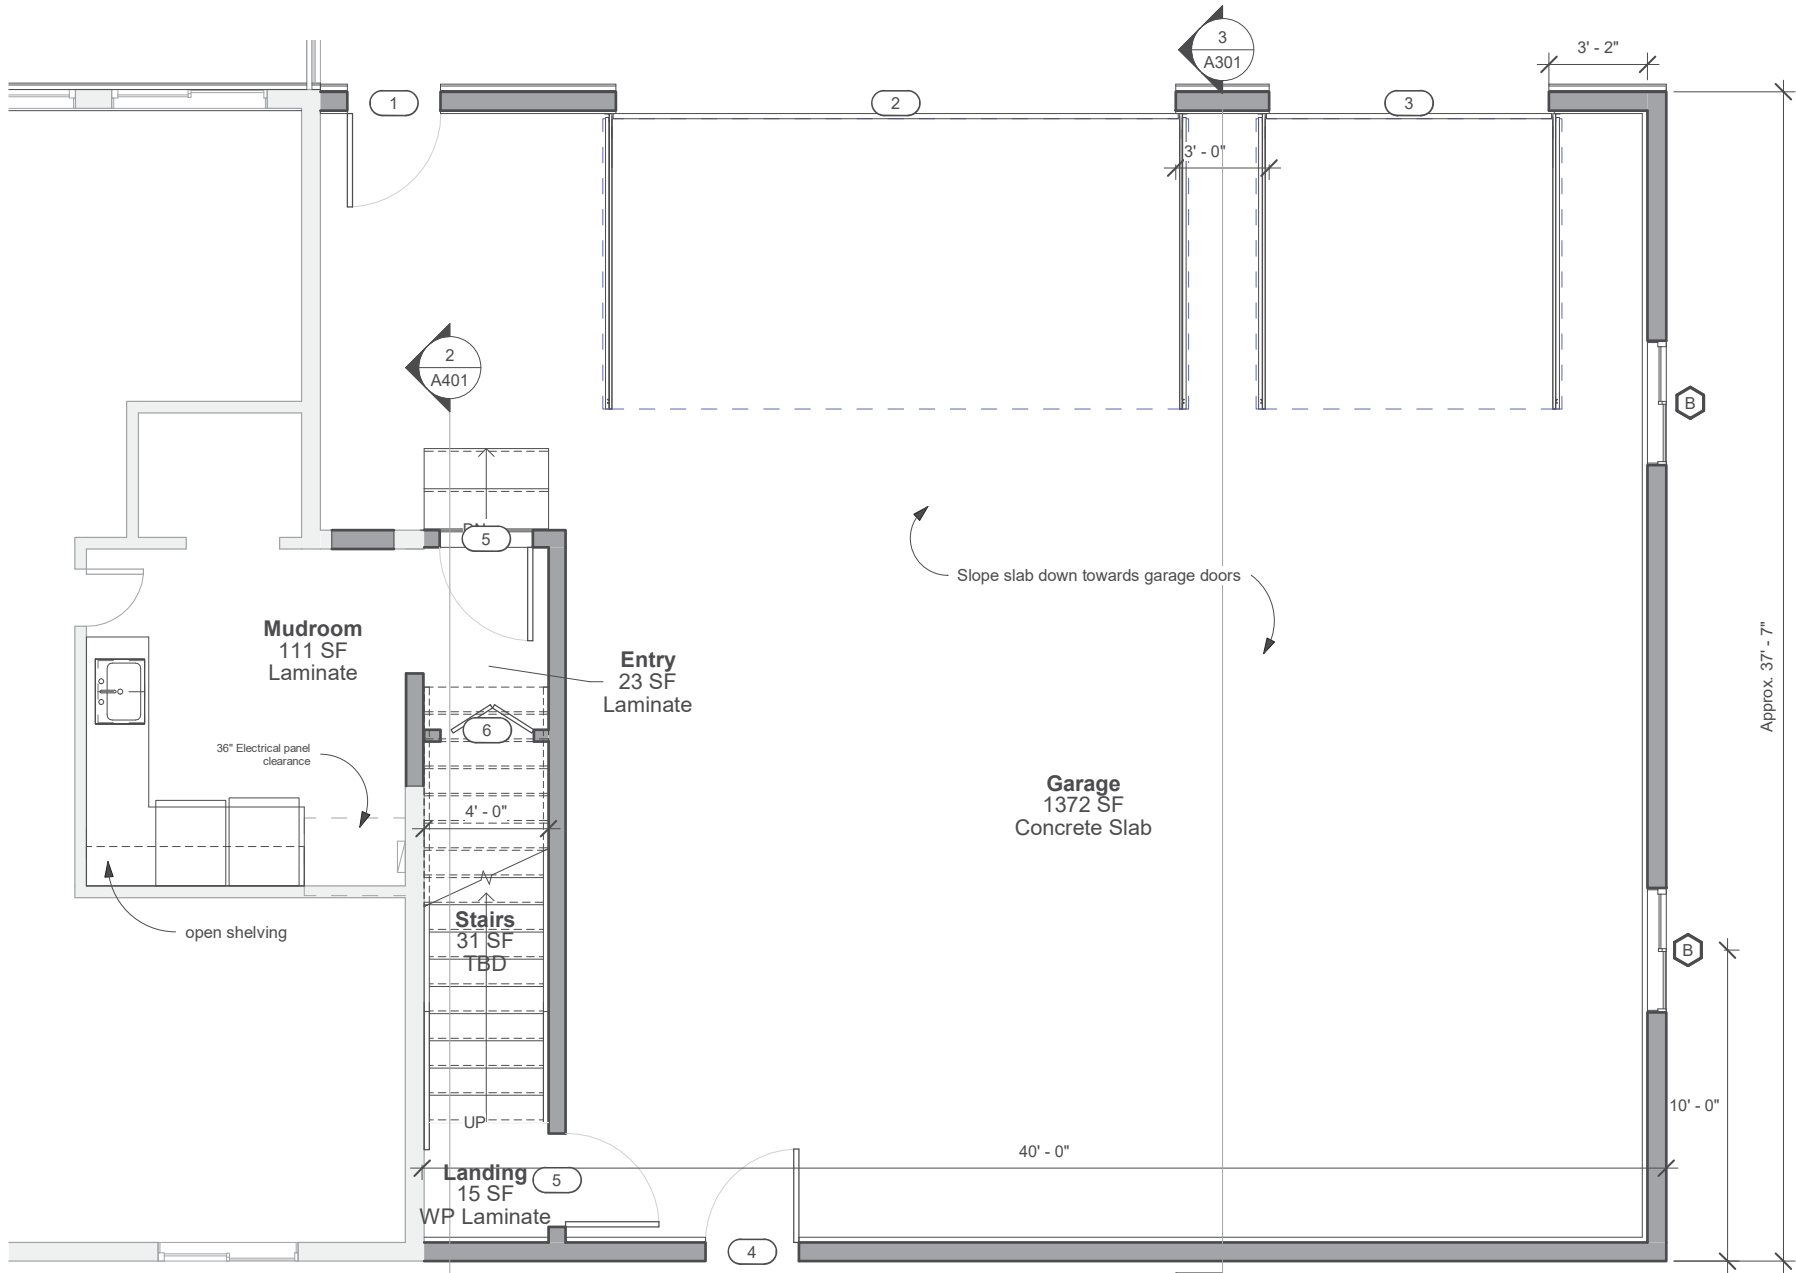 3
A301
3' - 2"
1
2
3
3' - 0"
2
A401
B
DN
5
Slope slab down towards garage doors
Mudroom
111 SF
Laminate
Entry
23 SF
Laminate
Approx. 37' - 7"
6
36" Electrical panel
clearance
4' - 0"
Garage
1372 SF
Concrete Slab
open shelving
Stairs
31 SF
TBD
B
UP
10' - 0"
40' - 0"
Landing
15 SF
WP Laminate
5
4